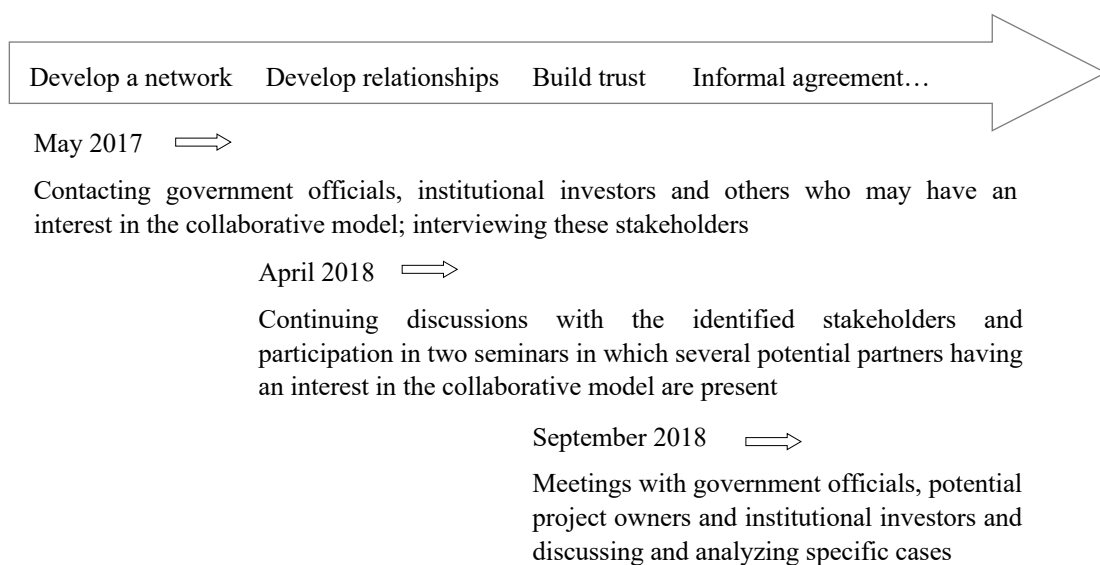 Develop a network Develop relationships Build trust Informal agreement…
May 2017
Contacting government officials, institutional investors and others who may have an
interest in the collaborative model; interviewing these stakeholders
April 2018
Continuing discussions with the identified stakeholders and
participation in two seminars in which several potential partners having
an interest in the collaborative model are present
September 2018
Meetings with government officials, potential
project owners and institutional investors and
discussing and analyzing specific cases